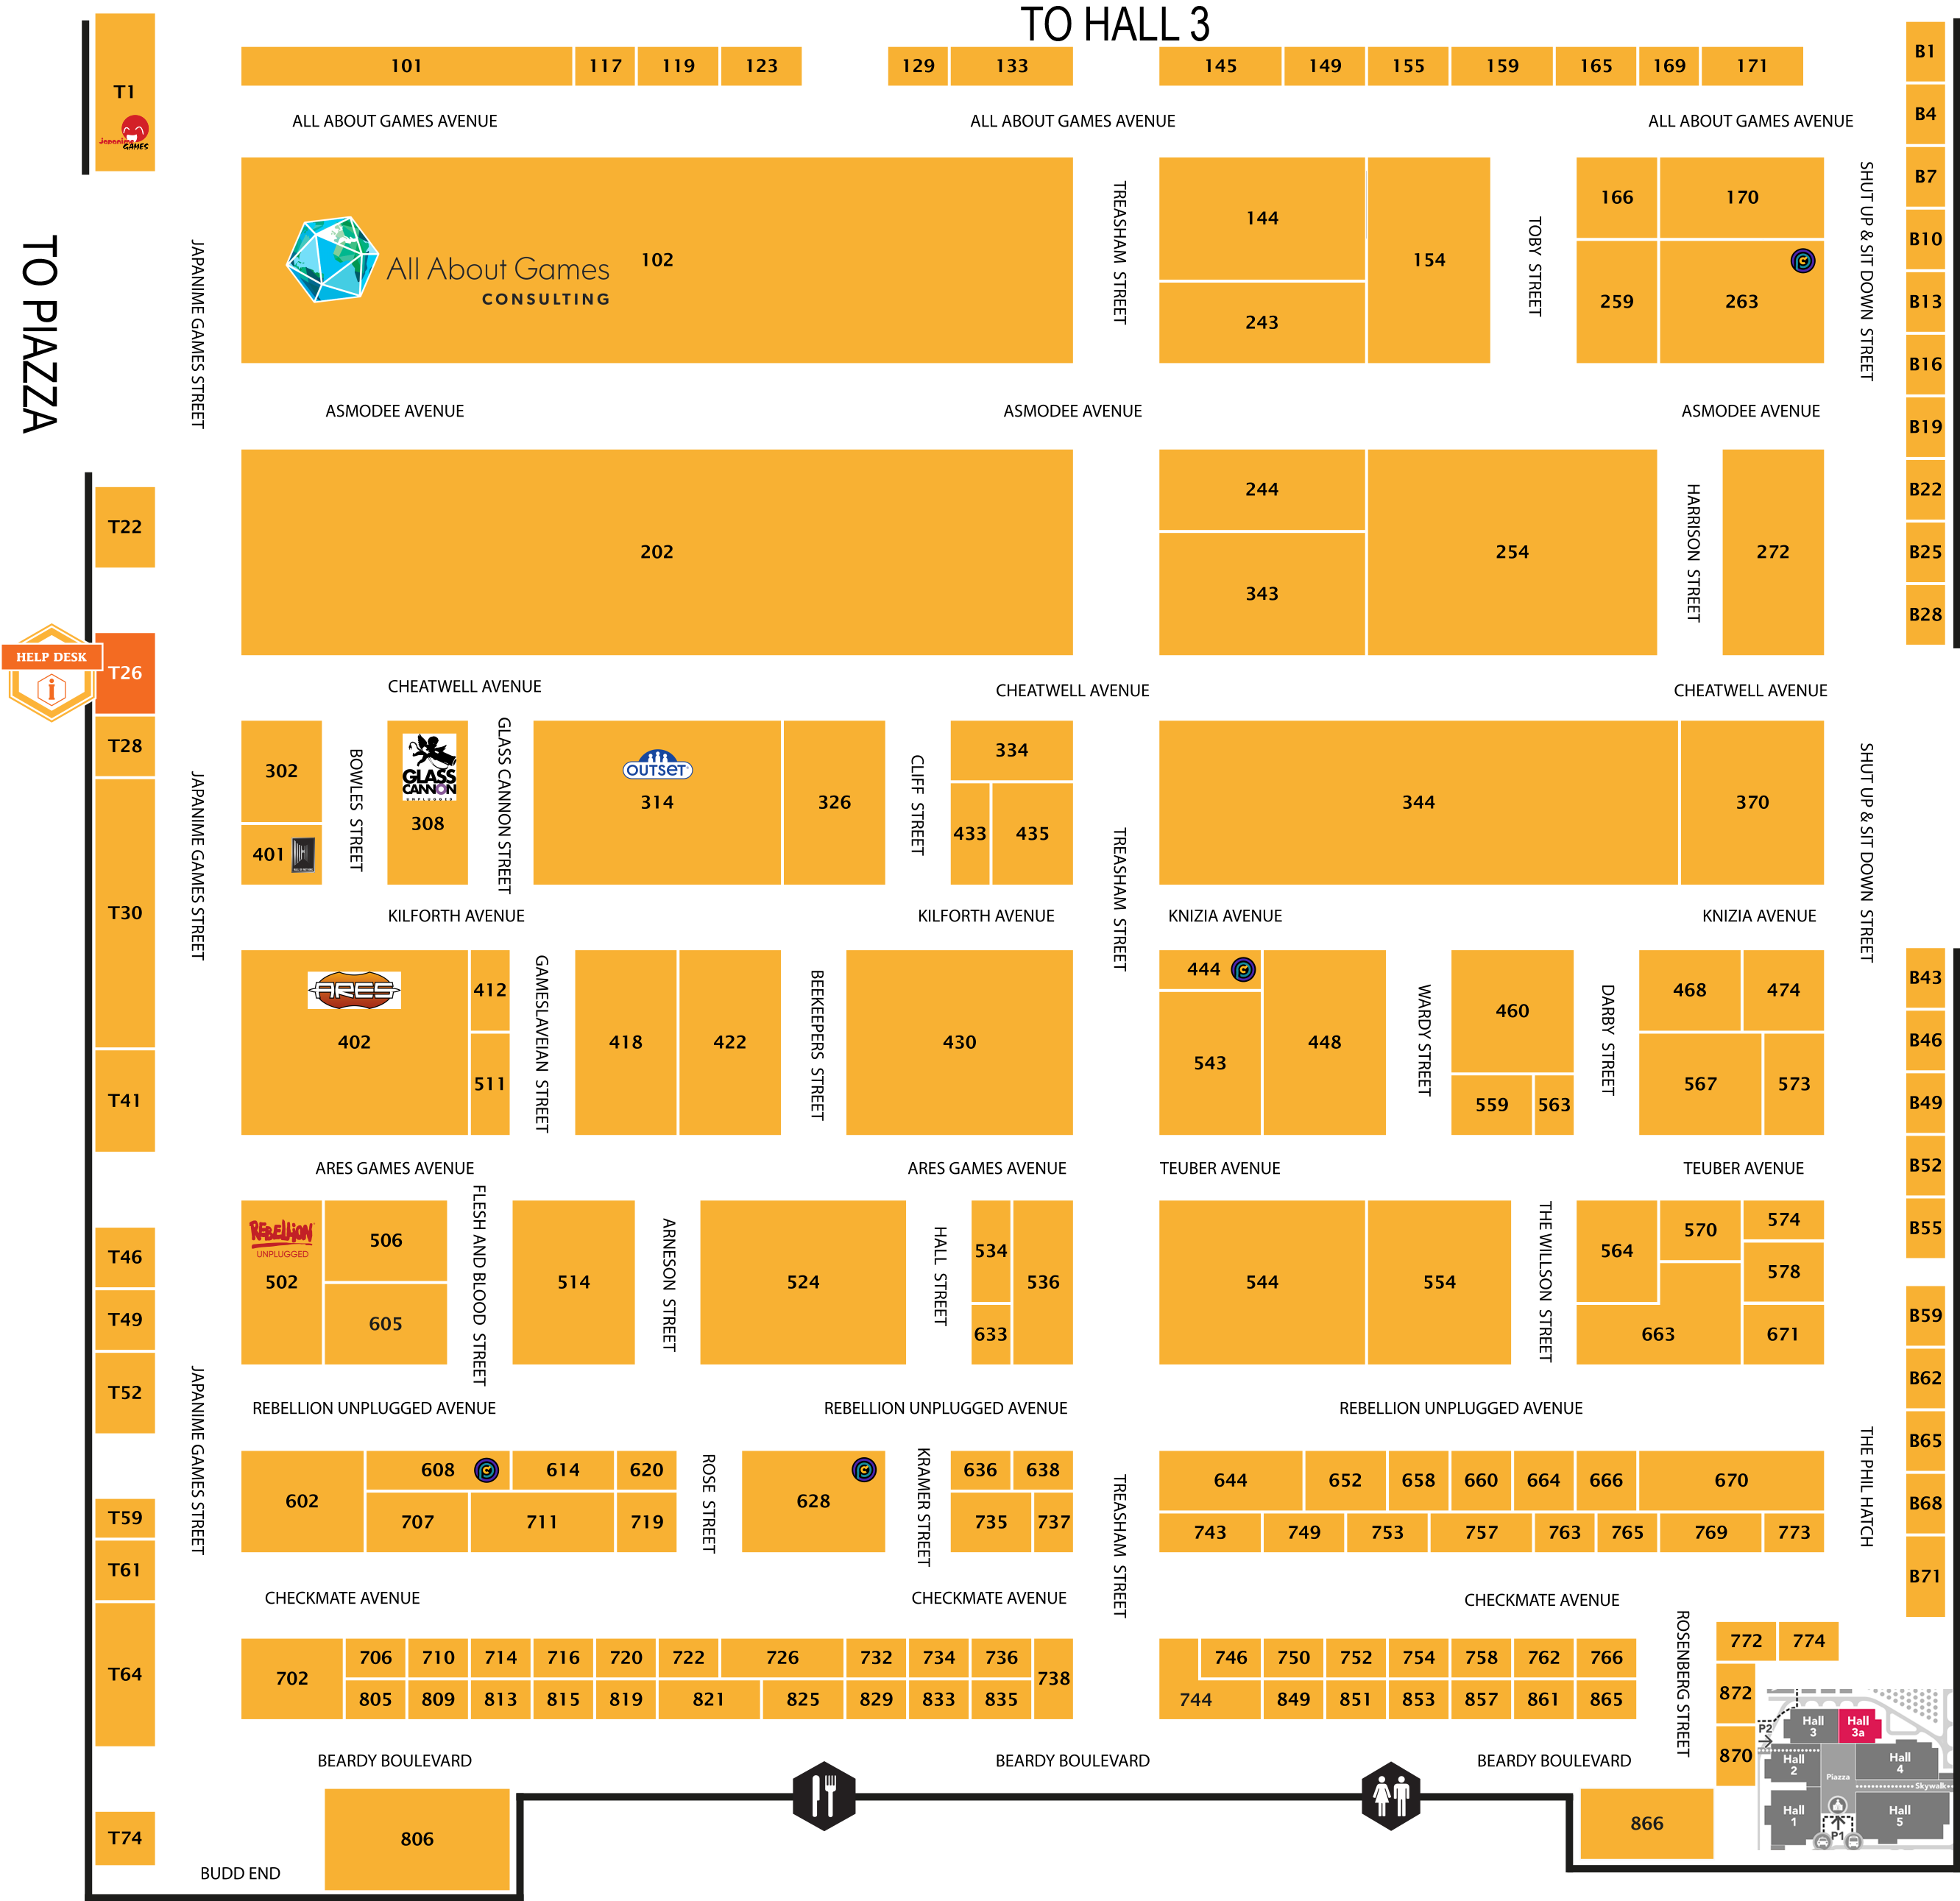 TO HALL 3
T1
Japanime
GAMES
101
117
119
123
129
133
145
149
155
159
165
169
171
B1
B4
B7
B10
B13
B16
B19
B22
B25
B28
ALL ABOUT GAMES AVENUE
ALL ABOUT GAMES AVENUE
ALL ABOUT GAMES AVENUE
TO PIAZZA
JAPANIME GAMES STREET
All About Games
CONSULTING
102
TREASHAM STREET
144
243
154
TOBY STREET
166
170
259
263
SHUT UP & SIT DOWN STREET
ASMODEE AVENUE
ASMODEE AVENUE
ASMODEE AVENUE
T22
202
244
343
254
HARRISON STREET
272
HELP DESK
i
T26
CHEATWELL AVENUE
CHEATWELL AVENUE
CHEATWELL AVENUE
T28
T30
T41
JAPANIME GAMES STREET
302
401
BOWLES STREET
GLASS
CANNON
UNPLUGGED
308
GLASS CANNON STREET
OUTSET
314
326
CLIFF STREET
334
433
435
TREASHAM STREET
344
370
SHUT UP & SIT DOWN STREET
KILFORTH AVENUE
KILFORTH AVENUE
KNIZIA AVENUE
KNIZIA AVENUE
ARES
402
412
511
GAMESLAVEIAN STREET
418
422
BEEKEEPERS STREET
430
444
543
448
WARDY STREET
460
559
563
DARBY STREET
468
474
567
573
B43
B46
B49
B52
B55
ARES GAMES AVENUE
ARES GAMES AVENUE
TEUBER AVENUE
TEUBER AVENUE
T46
T49
T52
REBELLION
UNPLUGGED
502
506
605
FLESH AND BLOOD STREET
514
ARNESON STREET
524
HALL STREET
534
633
536
544
554
THE WILLSON STREET
564
570
574
578
663
671
B59
B62
B65
B68
B71
REBELLION UNPLUGGED AVENUE
REBELLION UNPLUGGED AVENUE
REBELLION UNPLUGGED AVENUE
JAPANIME GAMES STREET
T59
T61
T64
602
608
614
620
707
711
719
ROSE STREET
628
KRAMER STREET
636
638
735
737
TREASHAM STREET
644
652
658
660
664
666
670
743
749
753
757
763
765
769
773
THE PHIL HATCH
CHECKMATE AVENUE
CHECKMATE AVENUE
CHECKMATE AVENUE
702
706
710
714
716
720
722
726
732
734
736
738
805
809
813
815
819
821
825
829
833
835
744
746
750
752
754
758
762
766
849
851
853
857
861
865
ROSENBERG STREET
772
774
872
870
BEARDY BOULEVARD
BEARDY BOULEVARD
BEARDY BOULEVARD
T74
BUDD END
806
866
P2
Hall
3
Hall
3a
Hall
2
Piazza
Hall
4
Skywalk
Hall
1
Hall
5
P1